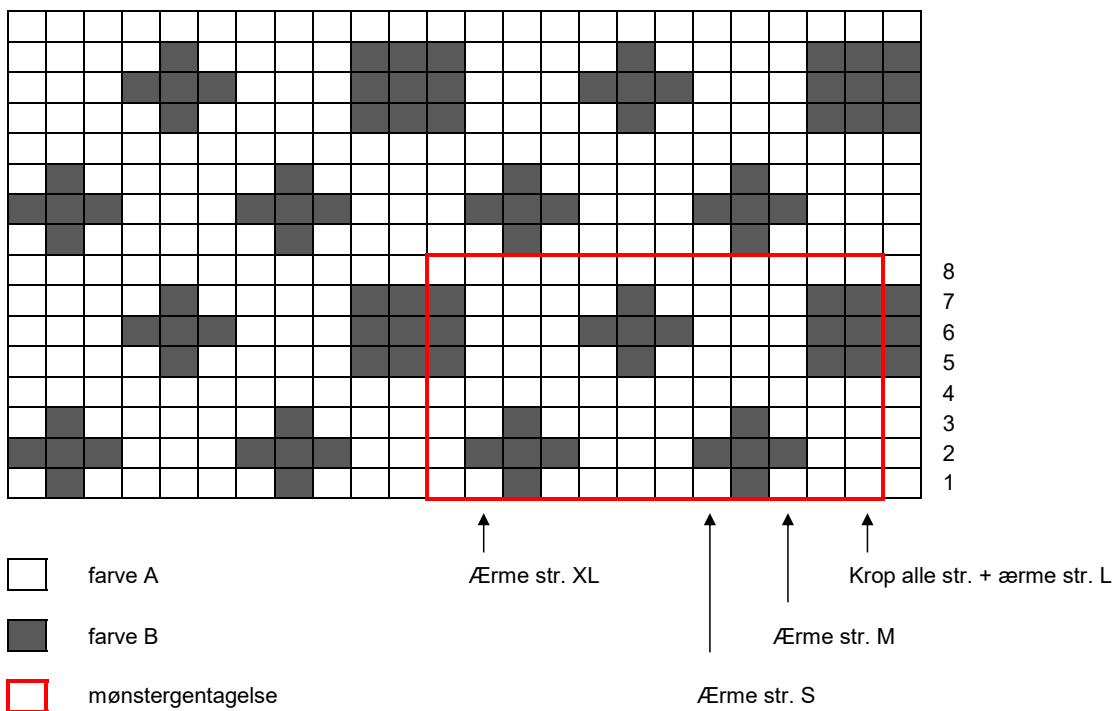 8
7
6
5
4
3
2
1
farve A
Ærme str. XL
Krop alle str. + ærme str. L
farve B
Ærme str. M
mønstergentagelse
Ærme str. S